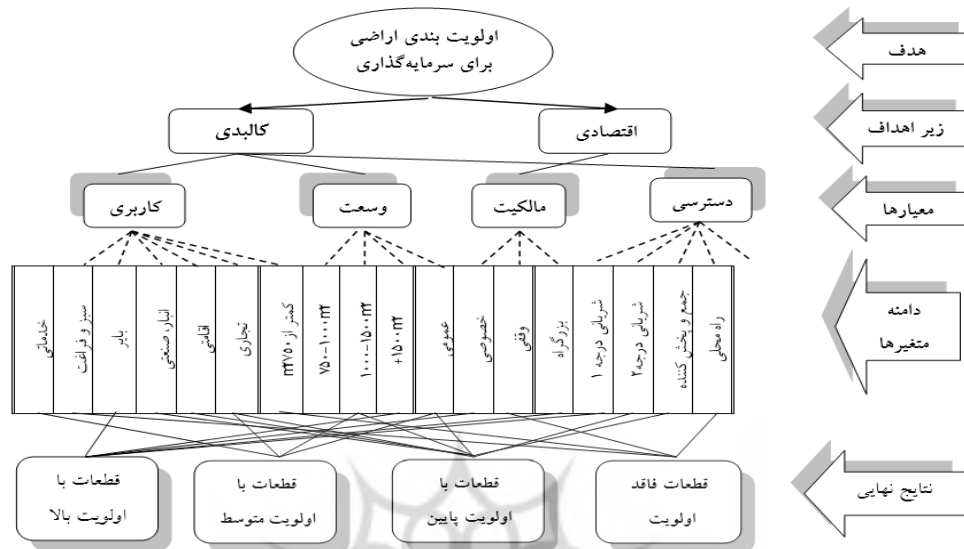 اولویت بندی اراضی
برای سرمایه‌گذاری
هدف
اقتصادی
کالبدی
زیر اهداف
دسترسی
مالکیت
وسعت
کاربری
معیارها
راه محلی
جمع و پخش کننده
شریانی درجه ۲
شریانی درجه ۱
بزرگراه
وقفی
خصوصی
عمومی
+۱۵۰۰m۲
۱۰۰۰-۱۵۰۰m۲
۷۵۰-۱۰۰۰m۲
کمتر از ۷۵۰m۲
تجاری
اقامتی
انبار، صنعتی
بایر
سبز و فراغت
خدماتی
دامنه
متغیرها
قطعات فاقد
اولویت
قطعات با
اولویت پایین
قطعات با
اولویت متوسط
قطعات با
اولویت بالا
نتایج نهایی